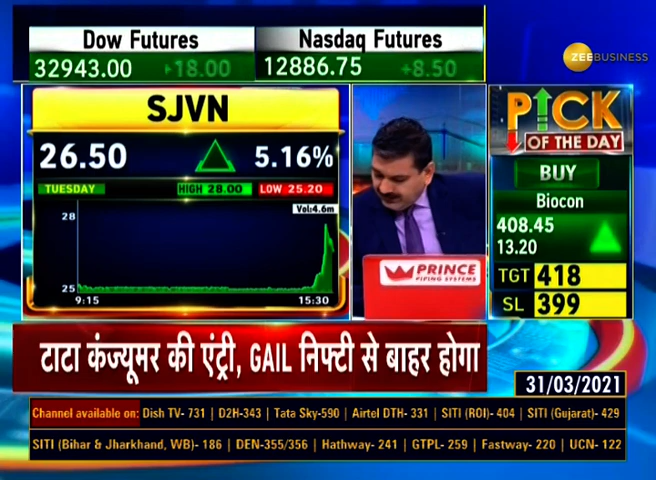 Dow Futures
32943.00 +18.00
Nasdaq Futures
12886.75 +8.50
ZEEBUSINESS
SJVN
26.50 5.16%
TUESDAY HIGH 28.00 LOW 25.20
Vol:4.6m
28
25
9:15 15:30
PRINCE
PIPING SYSTEMS
PICK
OF THE DAY
BUY
Biocon
408.45
13.20
TGT 418
SL 399
टाटा कंज्यूमर की एंट्री, GAIL निफ्टी से बाहर होगा
31/03/2021
Channel available on: Dish TV- 731 | D2H-343 | Tata Sky-590 | Airtel DTH- 331 | SITI (ROI)- 404 | SITI (Gujarat)- 429
SITI (Bihar & Jharkhand, WB)- 186 | DEN-355/356 | Hathway- 241 | GTPL- 259 | Fastway- 220 | UCN- 122